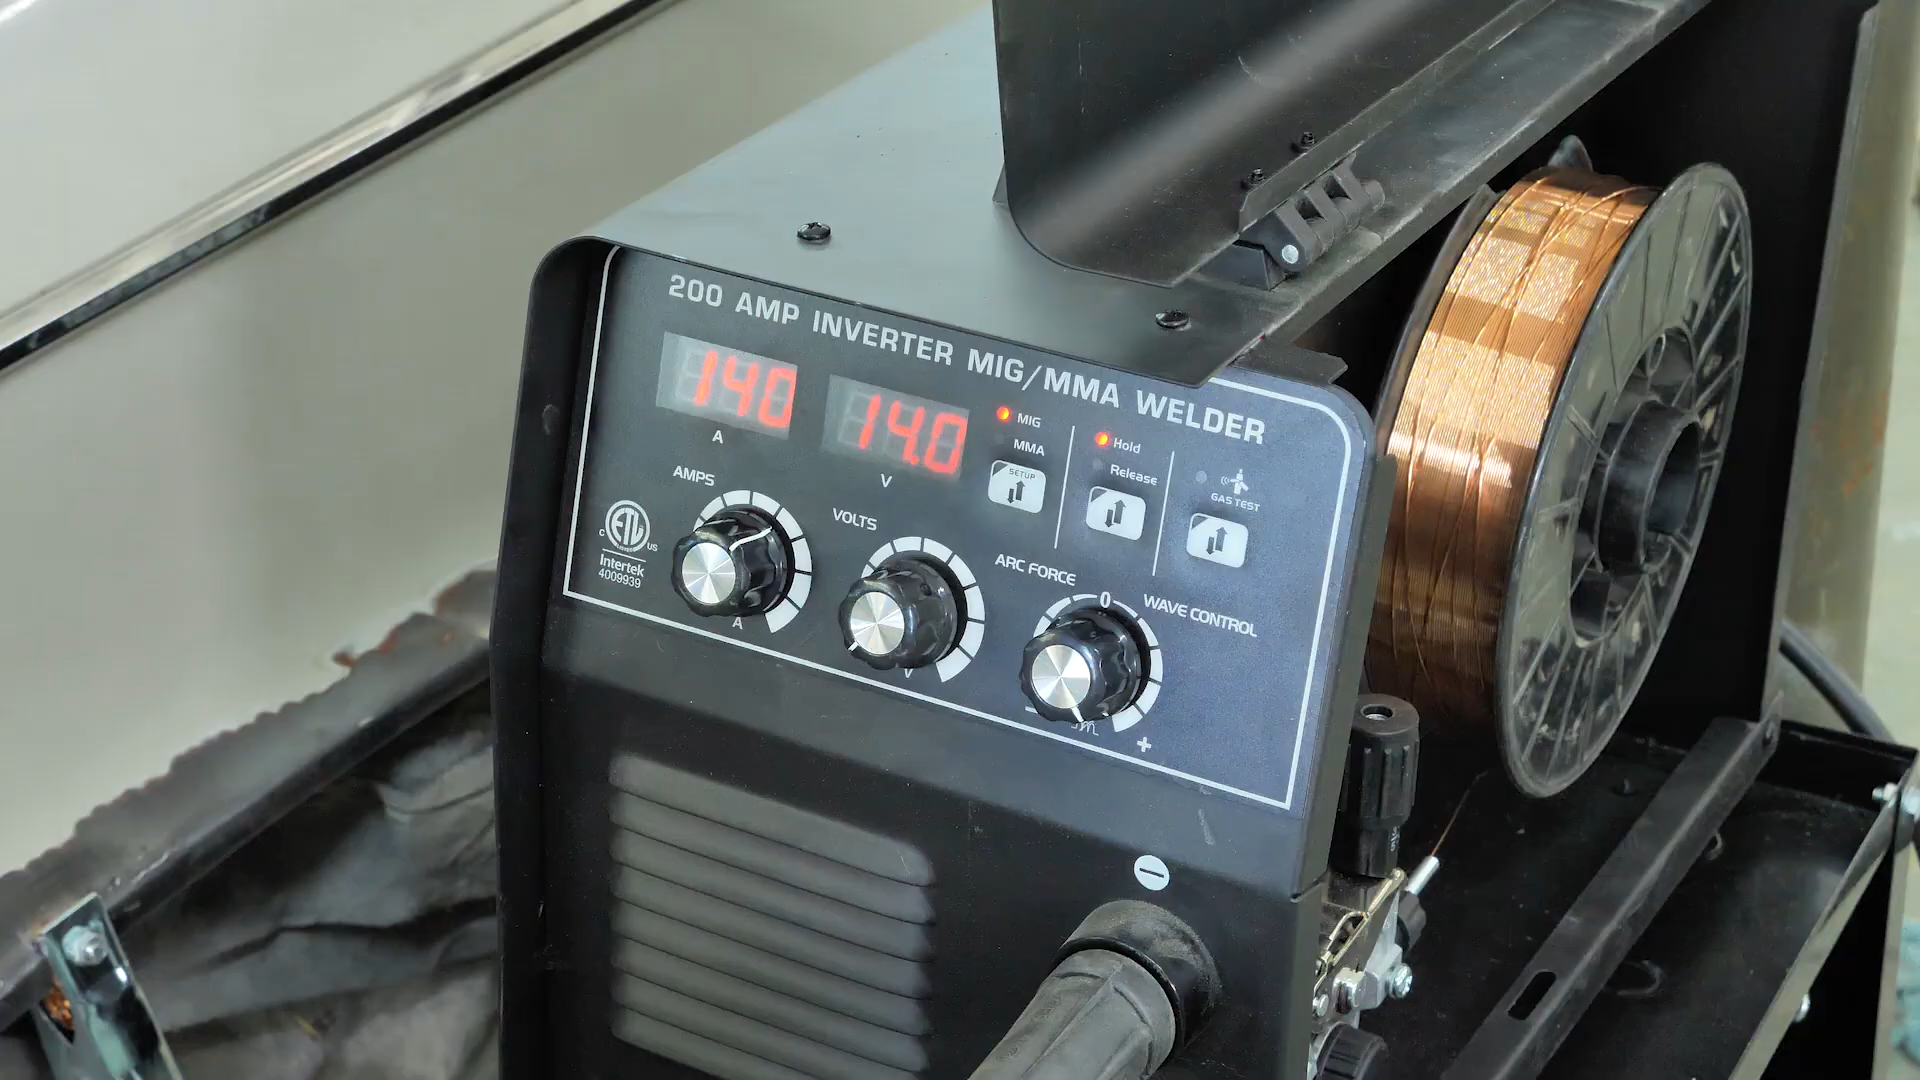 200 AMP INVERTER MIG/MMA WELDER
140
A
14.0
V
MIG
MMA
SETUP
Hold
Release
GAS TEST
AMPS
A
VOLTS
V
ARC FORCE
0
WAVE CONTROL
+
ETL
C
US
Intertek
4009939